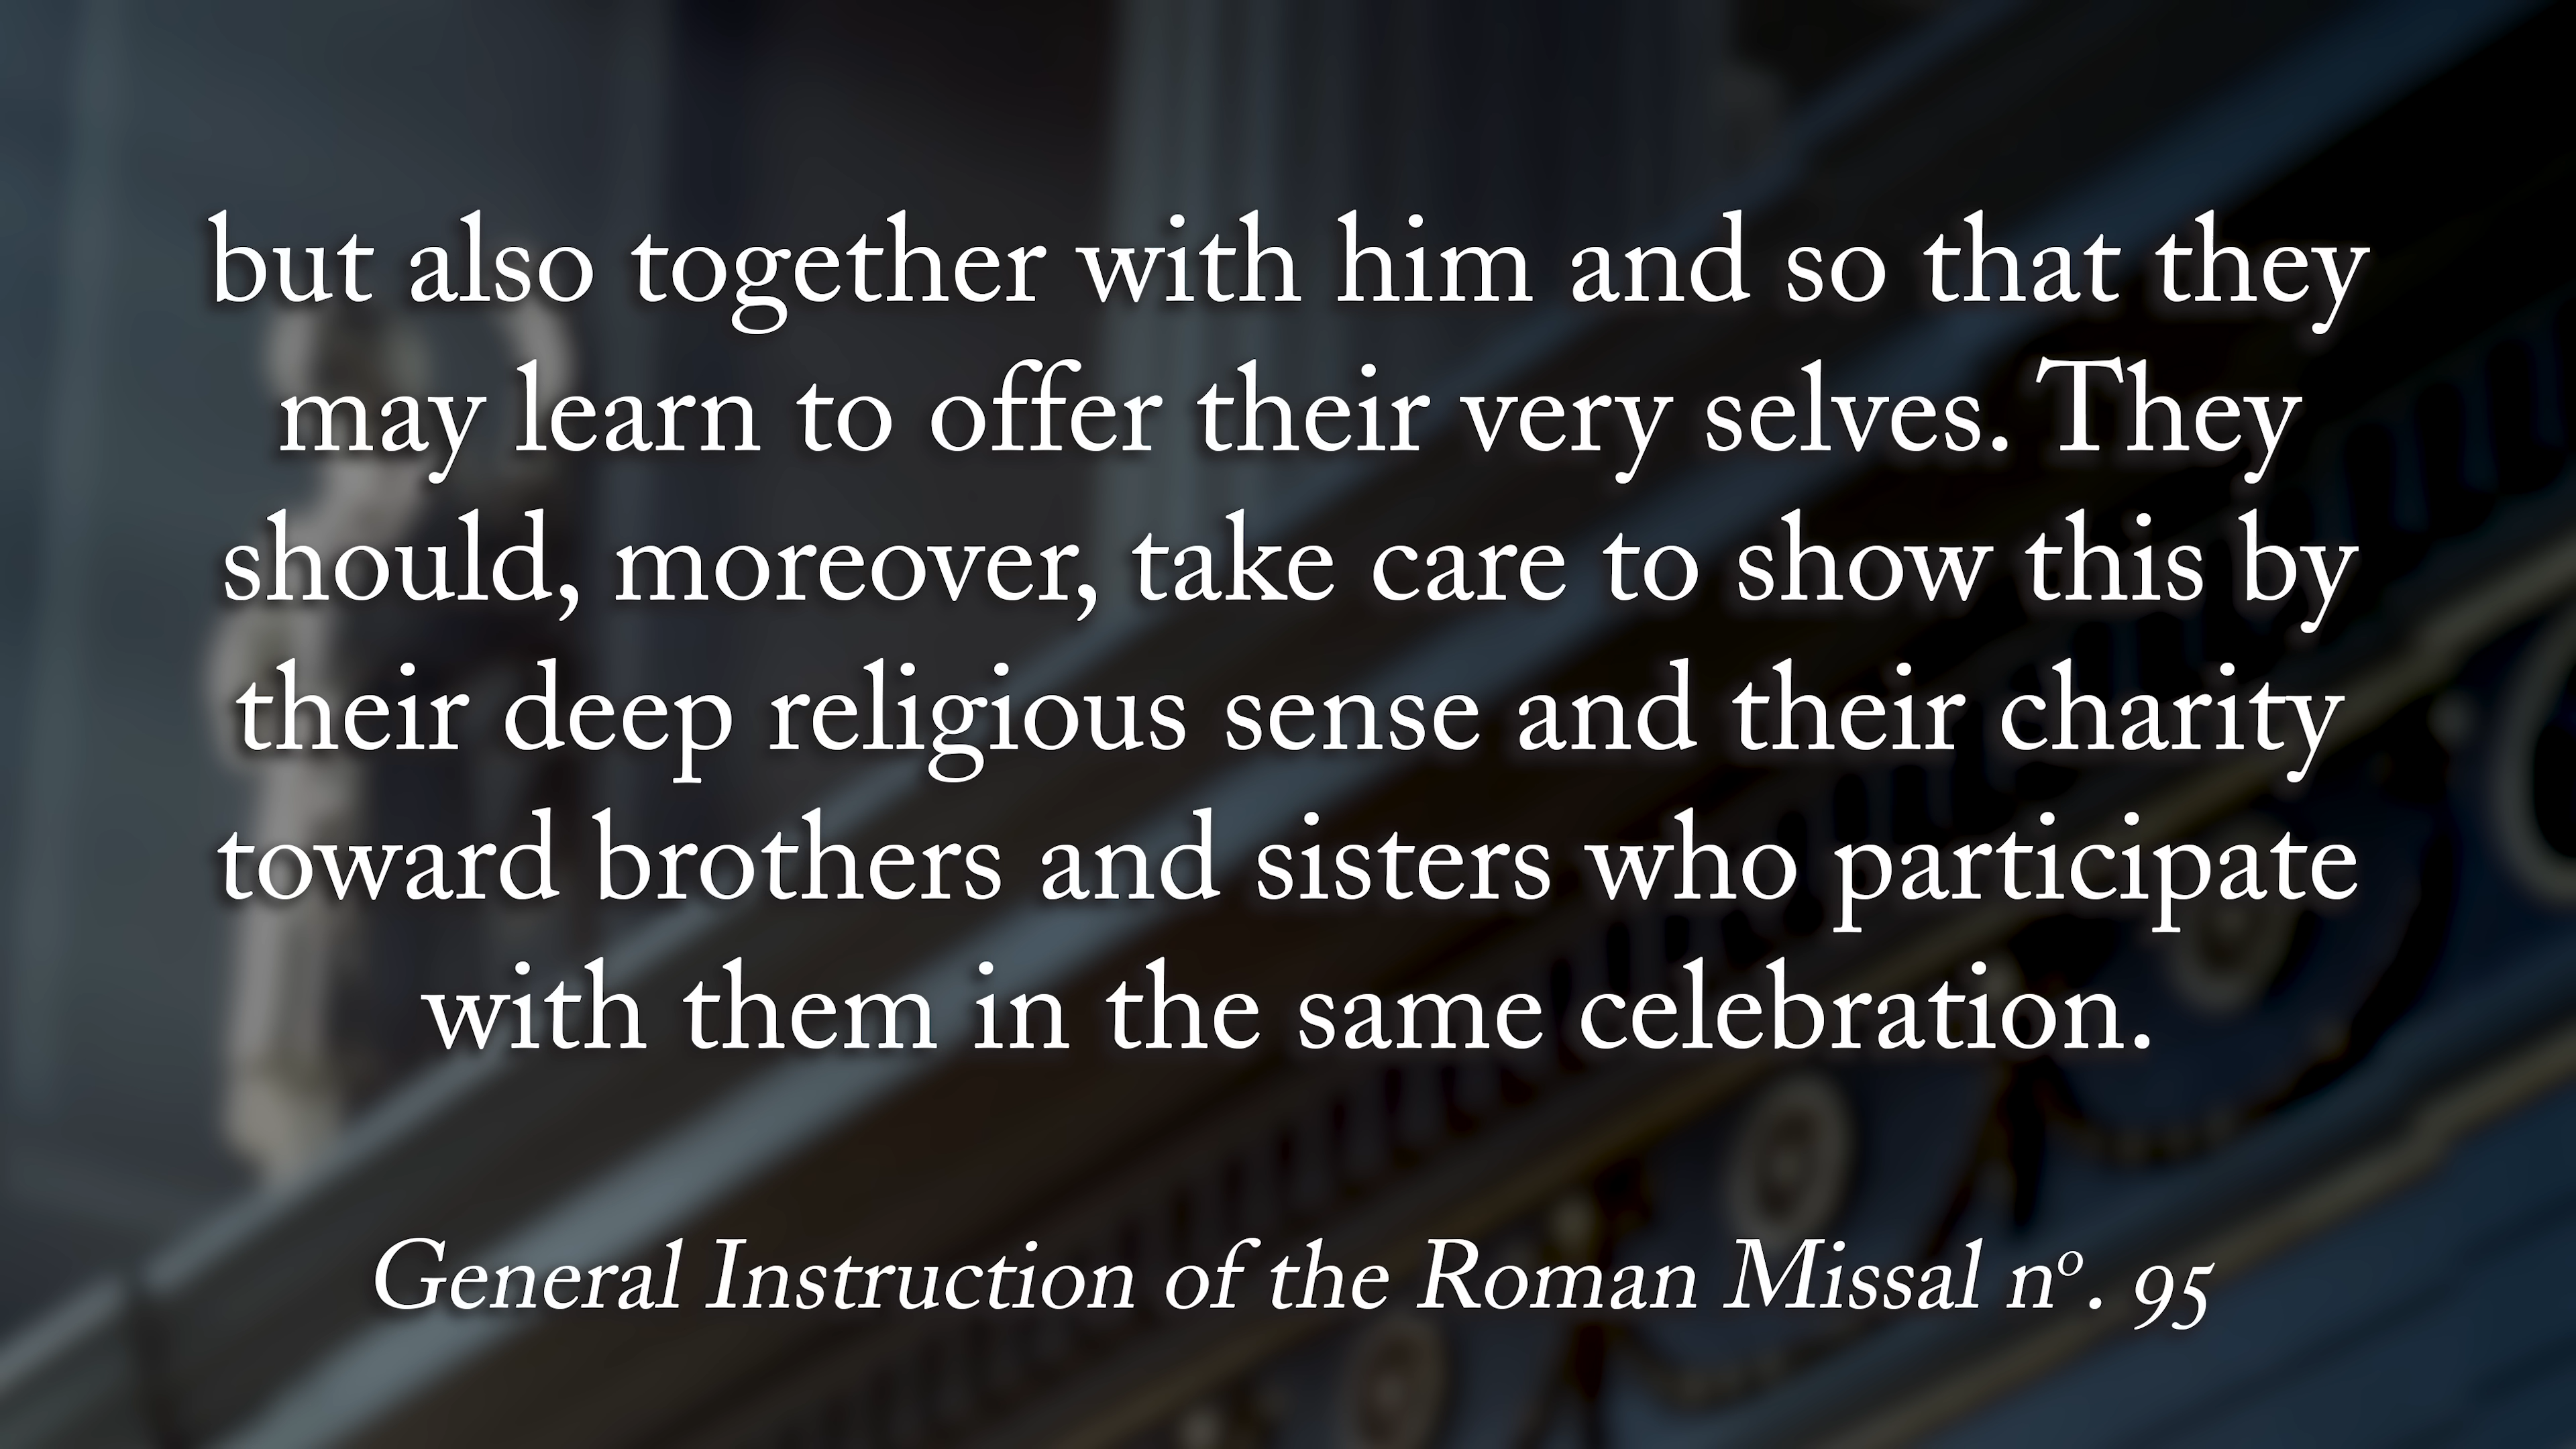 but also together with him and so that they
may learn to offer their very selves. They
should, moreover, take care to show this by
their deep religious sense and their charity
toward brothers and sisters who participate
with them in the same celebration.
General Instruction of the Roman Missal nº. 95